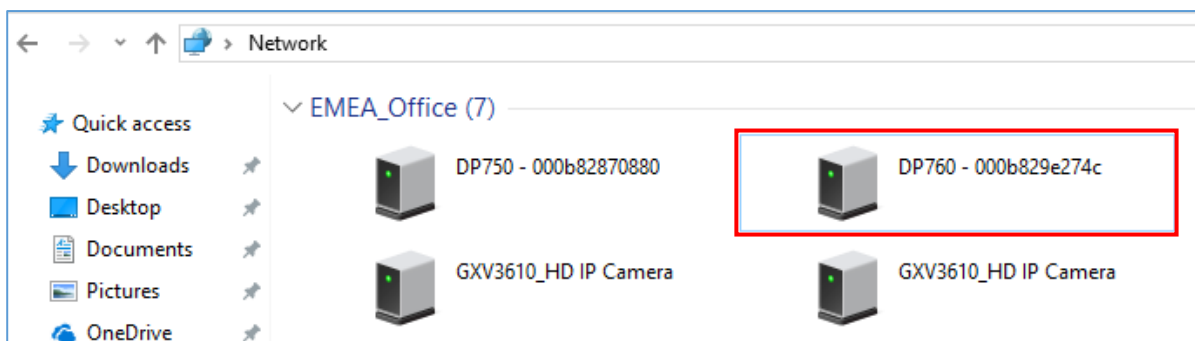 Network
Quick access
Downloads
Desktop
Documents
Pictures
OneDrive
EMEA_Office (7)
DP750 - 000b82870880
DP760 - 000b829e274c
GXV3610_HD IP Camera
GXV3610_HD IP Camera